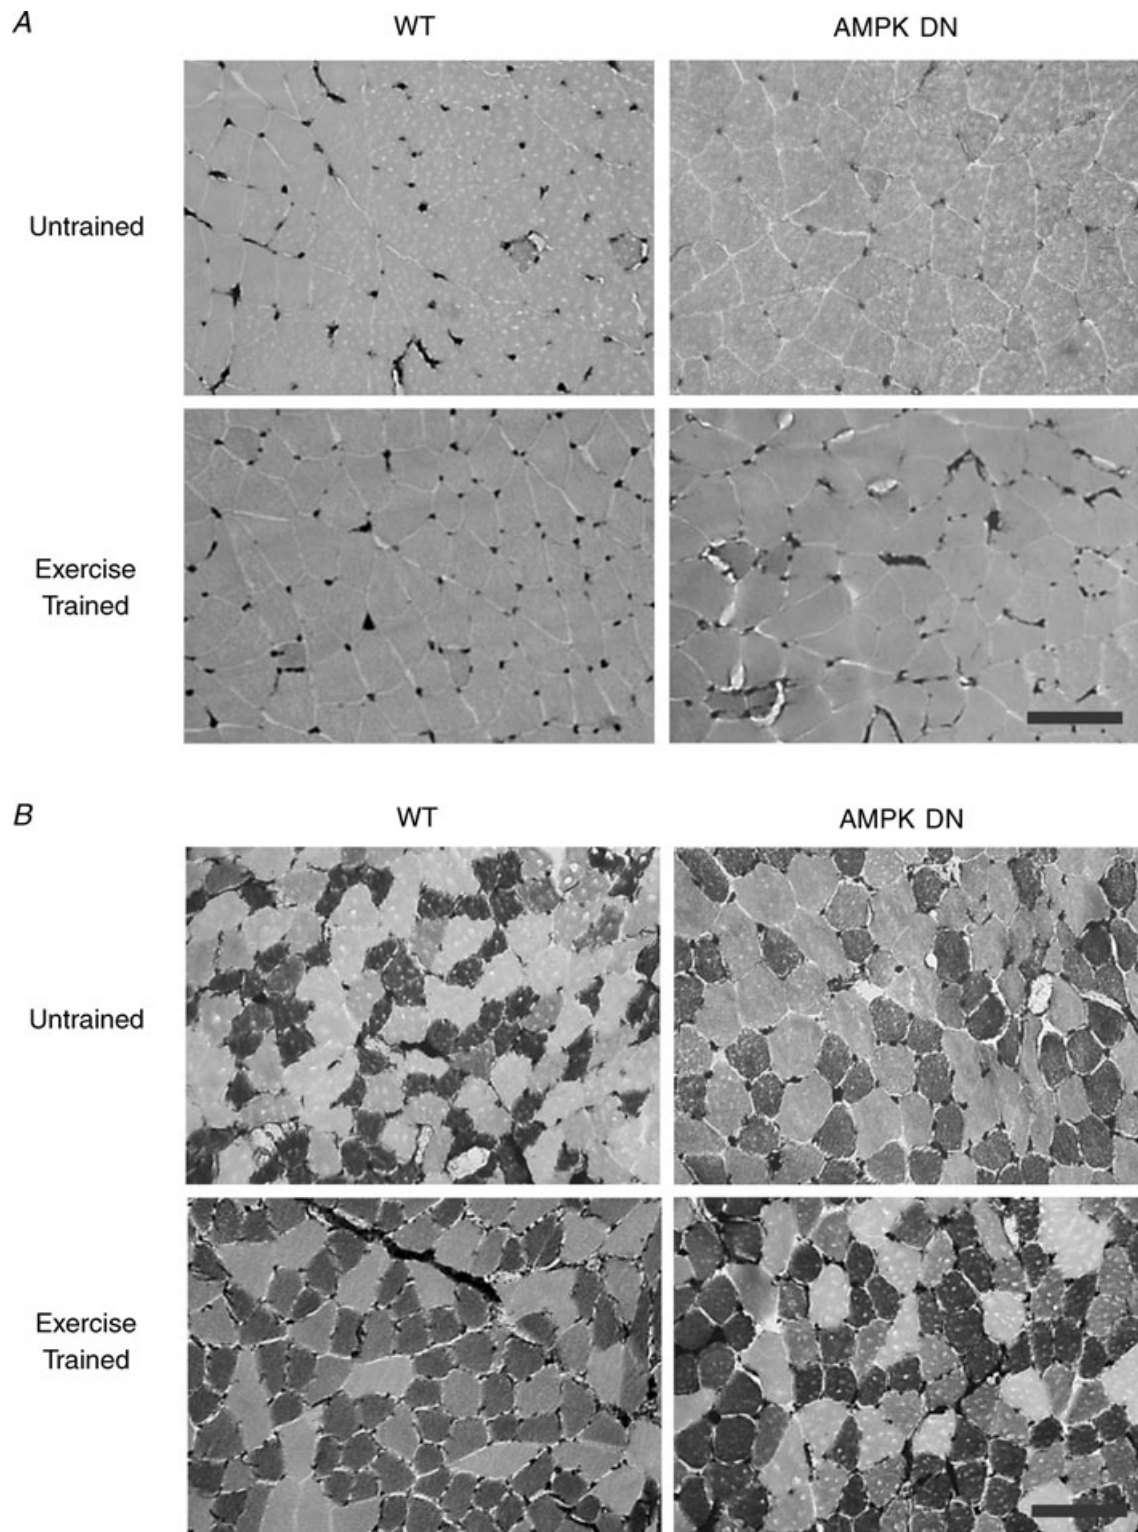 A
WT
AMPK DN
Untrained
Exercise
Trained
B
WT
AMPK DN
Untrained
Exercise
Trained